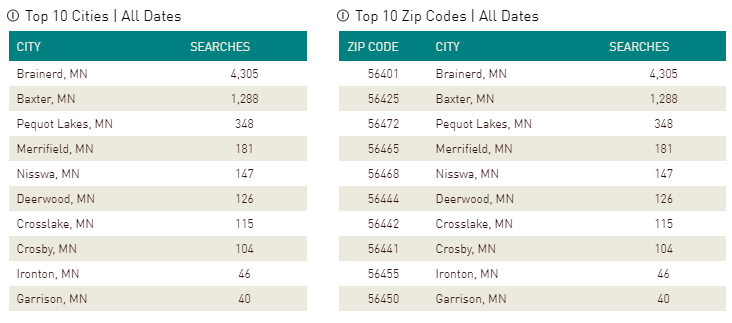 Top 10 Cities | All Dates
CITY SEARCHES
Brainerd, MN 4,305
Baxter, MN 1,288
Pequot Lakes, MN 348
Merrifield, MN 181
Nisswa, MN 147
Deerwood, MN 126
Crosslake, MN 115
Crosby, MN 104
Ironton, MN 46
Garrison, MN 40
Top 10 Zip Codes | All Dates
ZIP CODE CITY SEARCHES
56401 Brainerd, MN 4,305
56425 Baxter, MN 1,288
56472 Pequot Lakes, MN 348
56465 Merrifield, MN 181
56468 Nisswa, MN 147
56444 Deerwood, MN 126
56442 Crosslake, MN 115
56441 Crosby, MN 104
56455 Ironton, MN 46
56450 Garrison, MN 40